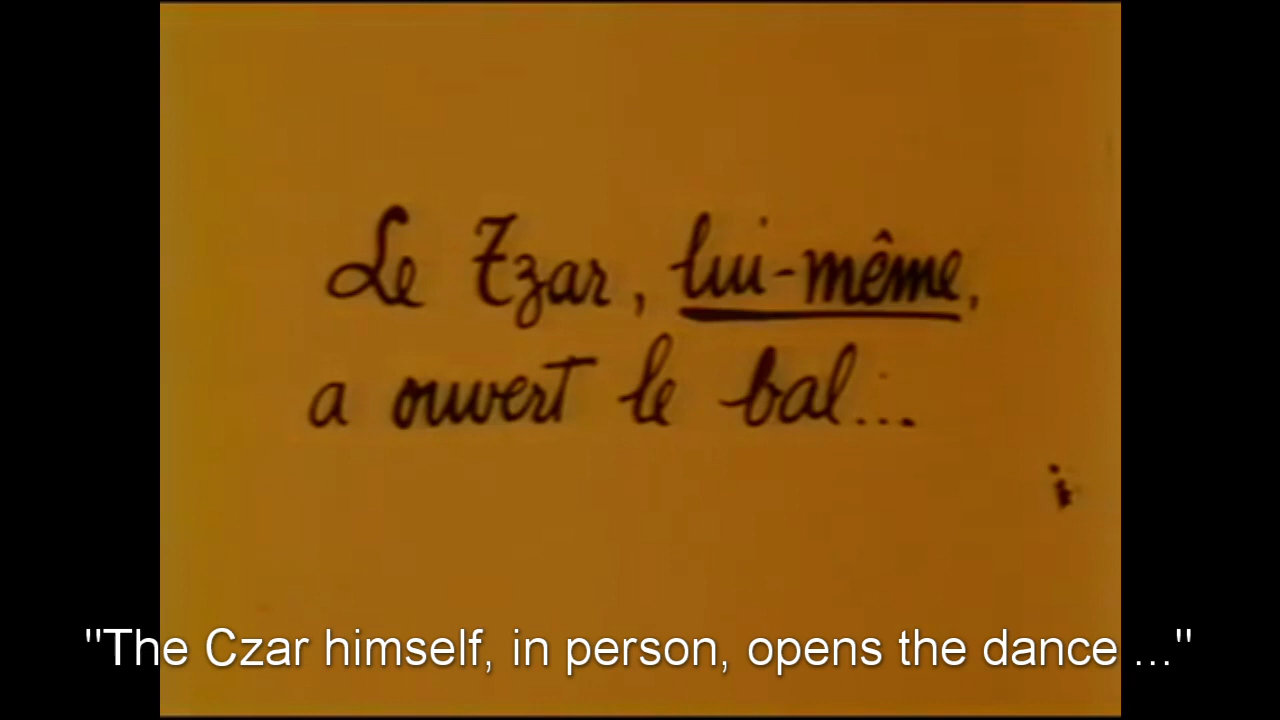 Le Tzar, lui-même,
a ouvert le bal...
"The Czar himself, in person, opens the dance ..."